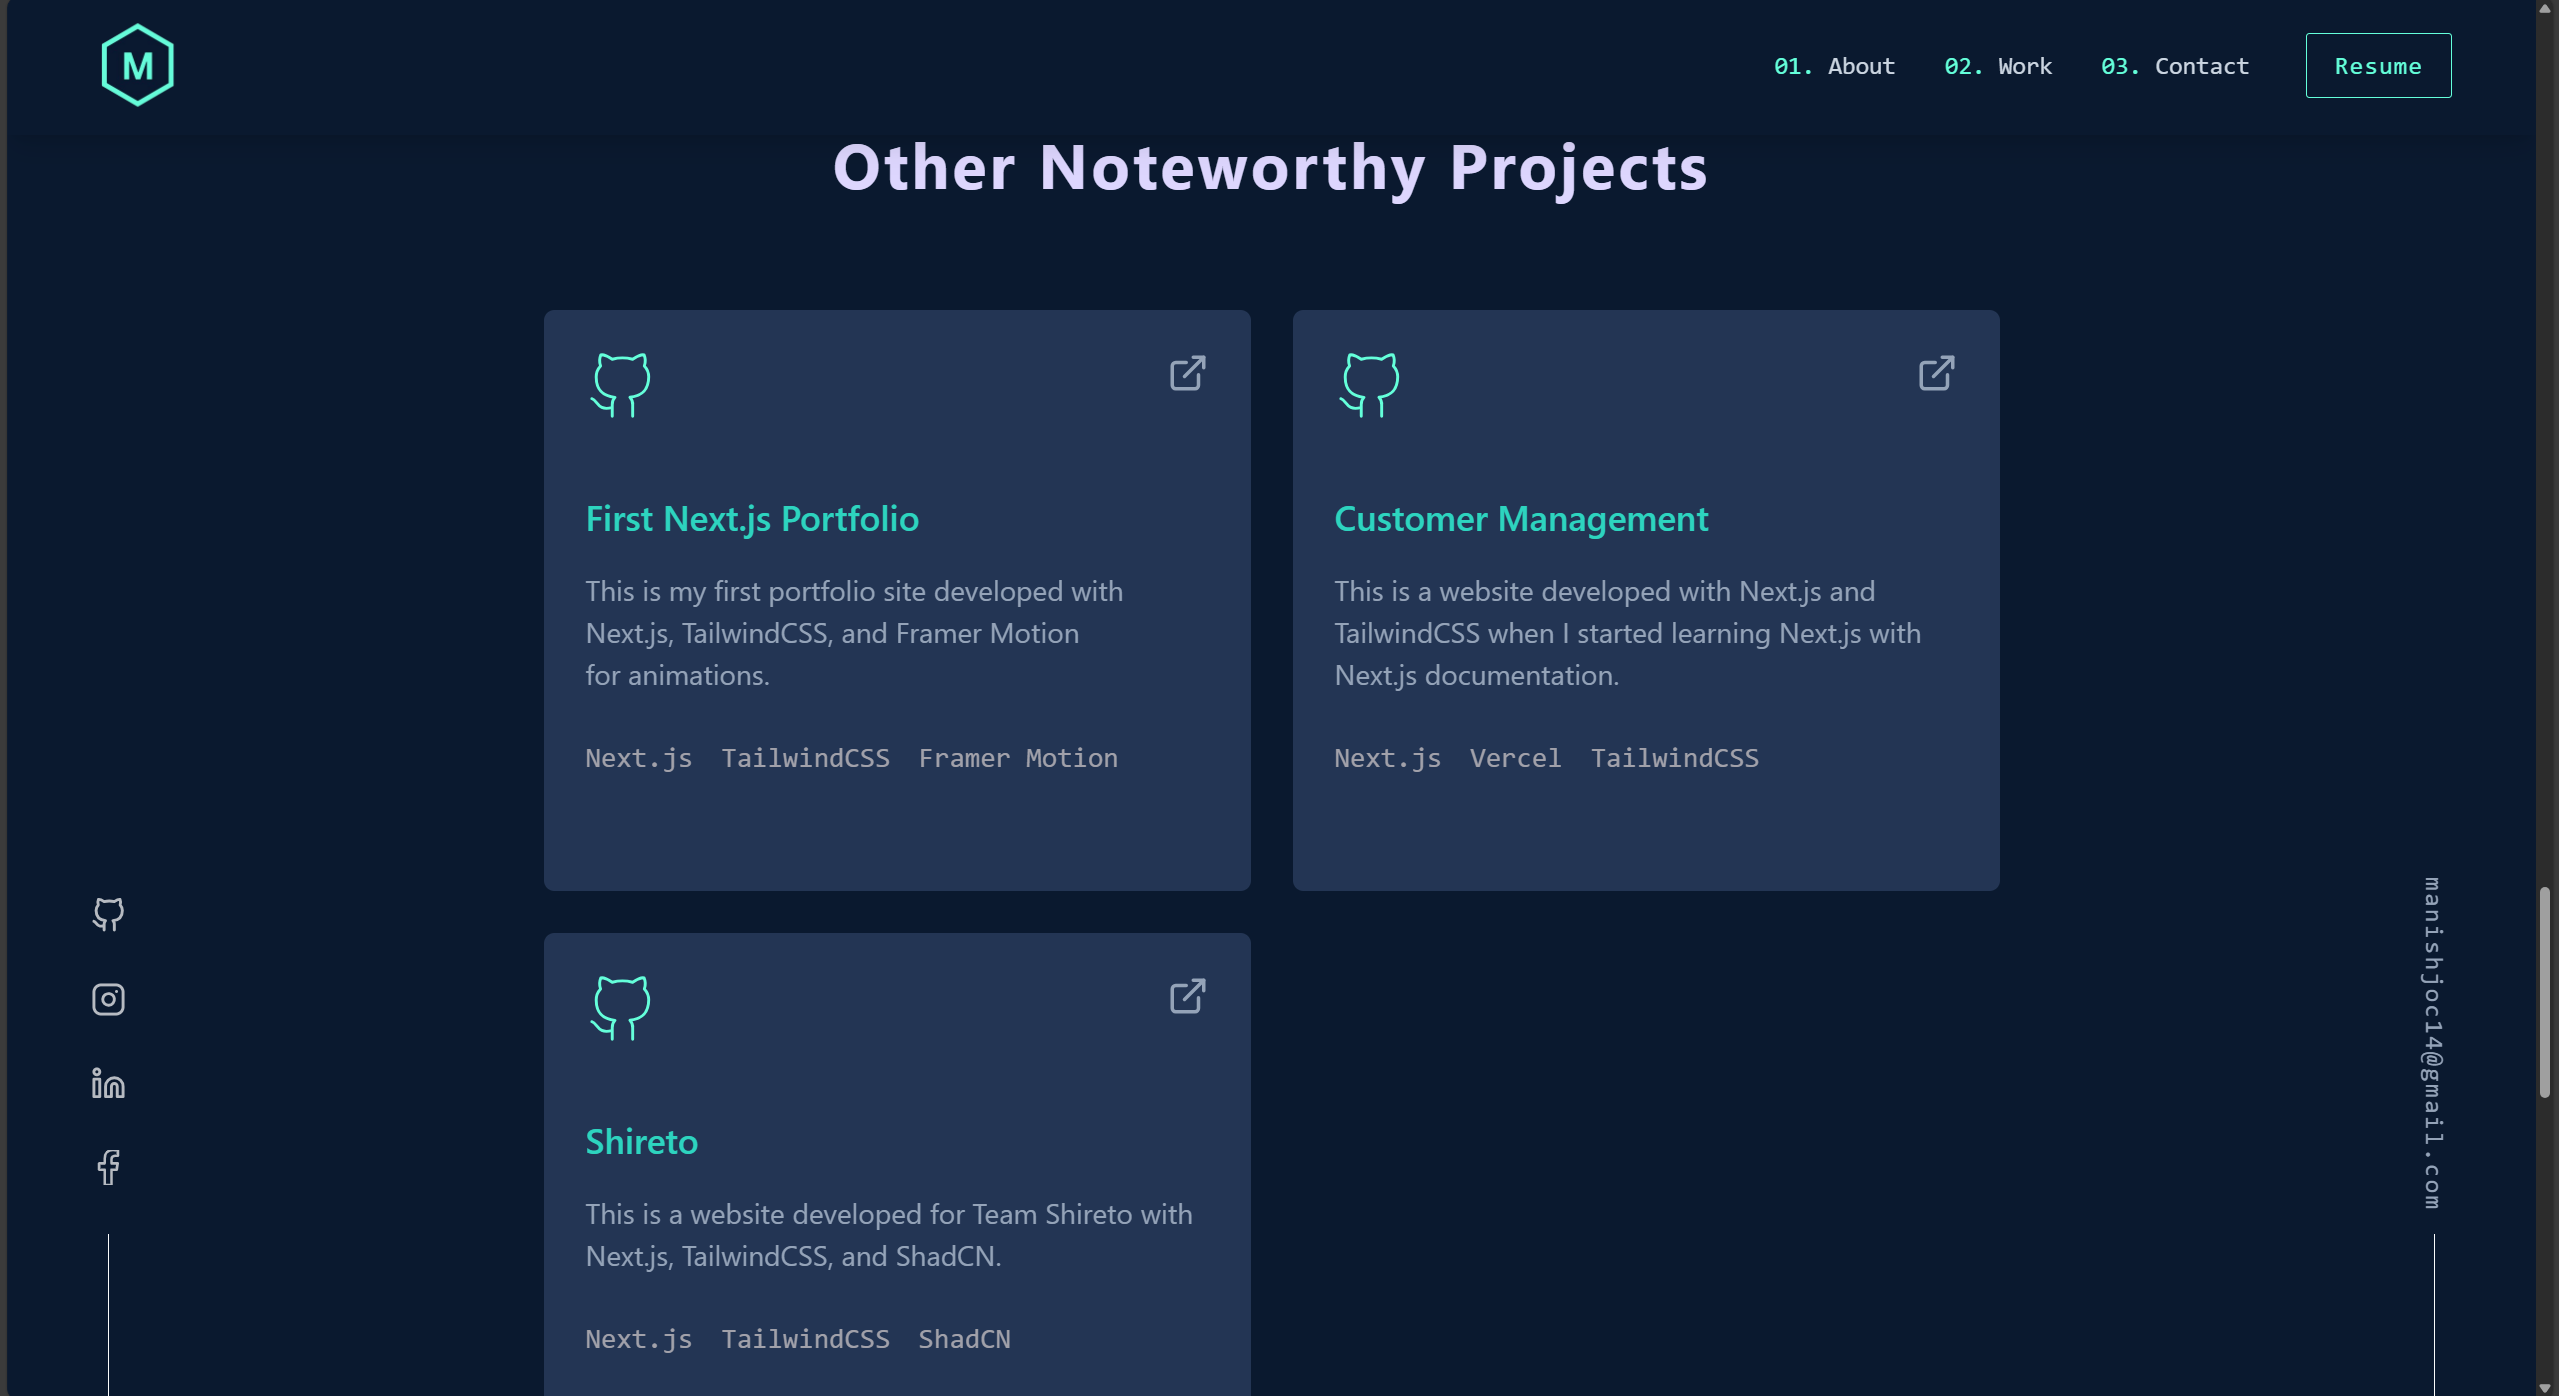 M
01. About
02. Work
03. Contact
Resume
Other Noteworthy Projects
First Next.js Portfolio
This is my first portfolio site developed with
Next.js, TailwindCSS, and Framer Motion
for animations.
Next.js TailwindCSS Framer Motion
Customer Management
This is a website developed with Next.js and
TailwindCSS when I started learning Next.js with
Next.js documentation.
Next.js Vercel TailwindCSS
Shireto
This is a website developed for Team Shireto with
Next.js, TailwindCSS, and ShadCN.
Next.js TailwindCSS ShadCN
manishjoc14@gmail.com